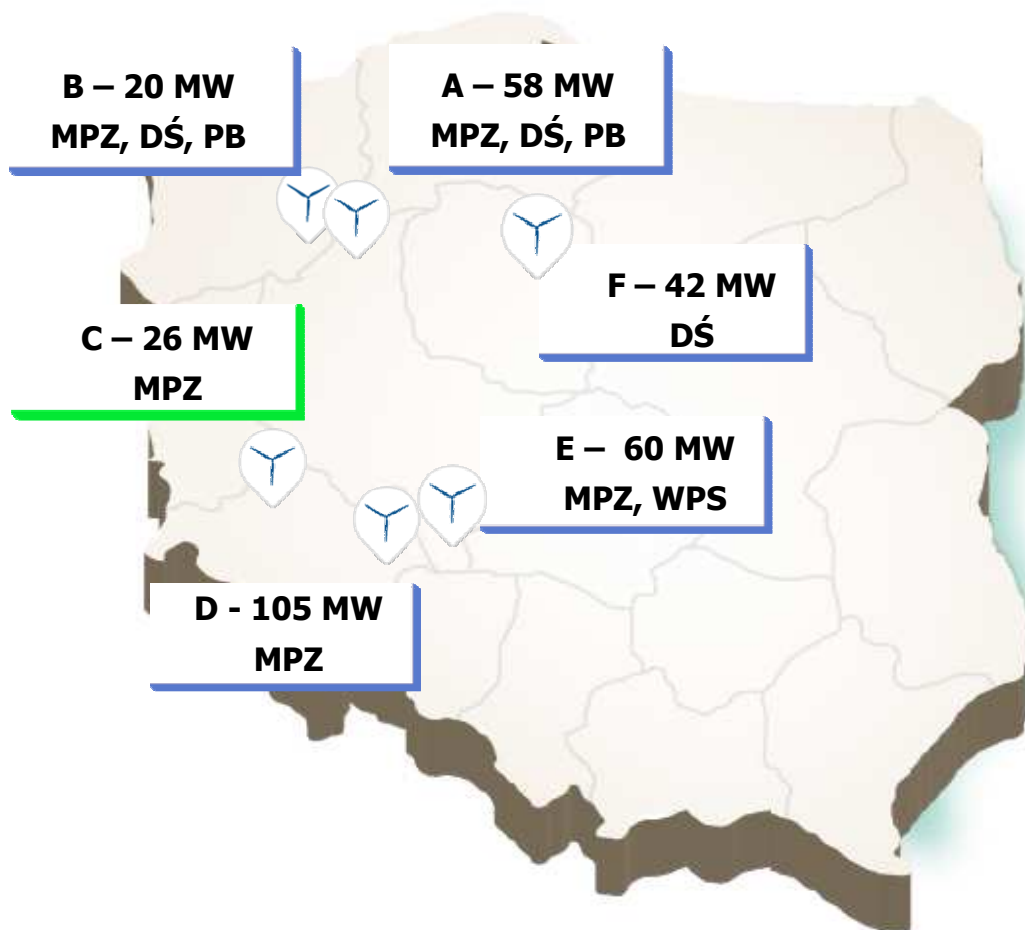 B – 20 MW
MPZ, DŚ, PB
A – 58 MW
MPZ, DŚ, PB
F – 42 MW
DŚ
C – 26 MW
MPZ
E –  60 MW
MPZ, WPS
D - 105 MW
MPZ